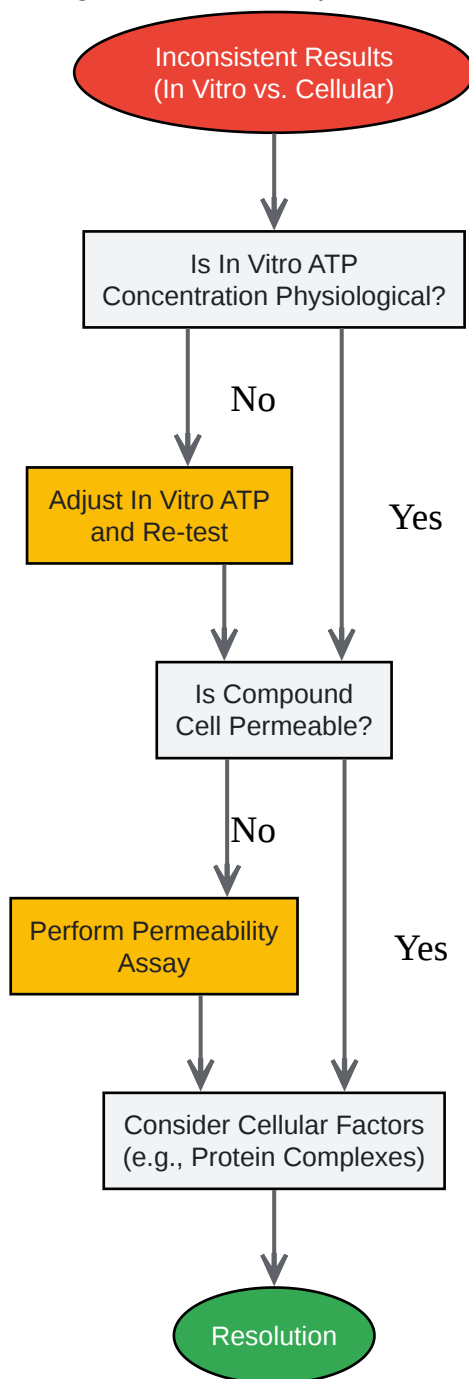 Inconsistent Results
(In Vitro vs. Cellular)
Is In Vitro ATP
Concentration Physiological?
No
Adjust In Vitro ATP
and Re-test
Yes
Is Compound
Cell Permeable?
No
Perform Permeability
Assay
Yes
Consider Cellular Factors
(e.g., Protein Complexes)
Resolution